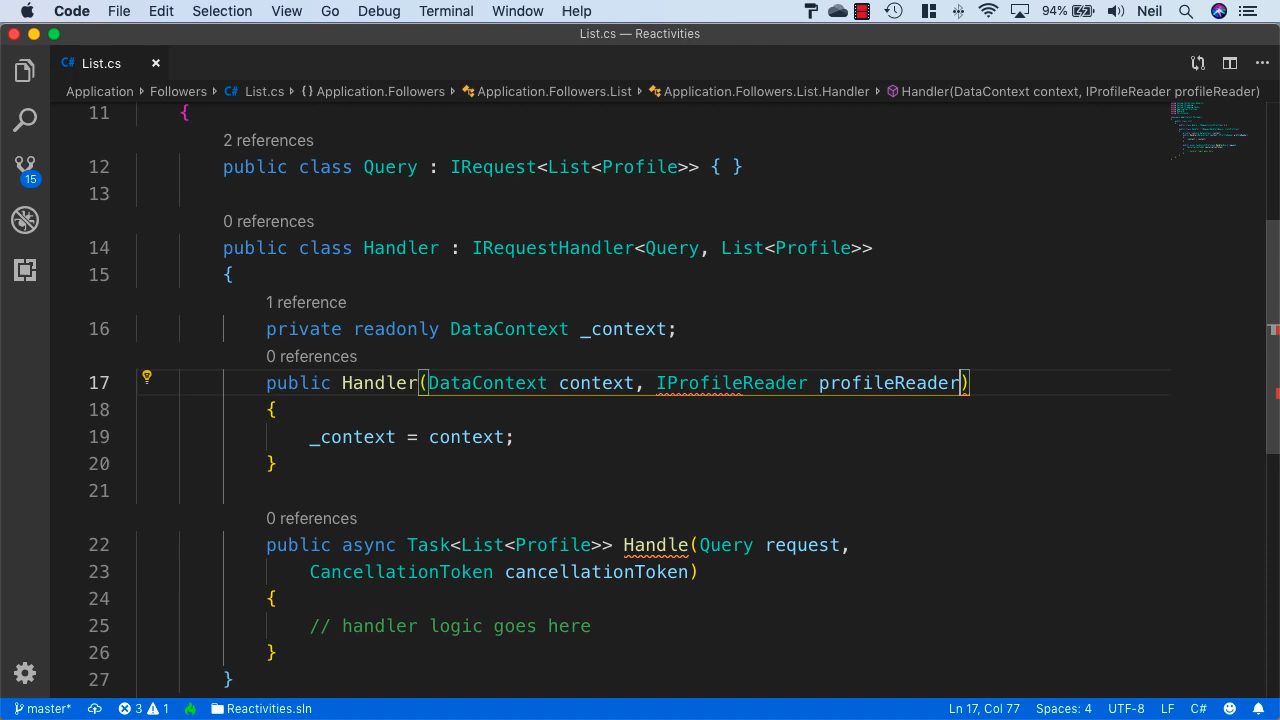 Code File Edit Selection View Go Debug Terminal Window Help 94% Neil
List.cs — Reactivities
C# List.cs ×
Application › Followers › C# List.cs › {} Application.Followers › Application.Followers.List › Application.Followers.List.Handler › Handler(DataContext context, IProfileReader profileReader)
11 {
2 references
12 public class Query : IRequest<List<Profile>> { }
13
0 references
14 public class Handler : IRequestHandler<Query, List<Profile>>
15 {
1 reference
16 private readonly DataContext _context;
0 references
17 public Handler(DataContext context, IProfileReader profileReader)
18 {
19 _context = context;
20 }
21
0 references
22 public async Task<List<Profile>> Handle(Query request,
23 CancellationToken cancellationToken)
24 {
25 // handler logic goes here
26 }
27 }
15
master* 3 1 Reactivities.sln Ln 17, Col 77 Spaces: 4 UTF-8 LF C#